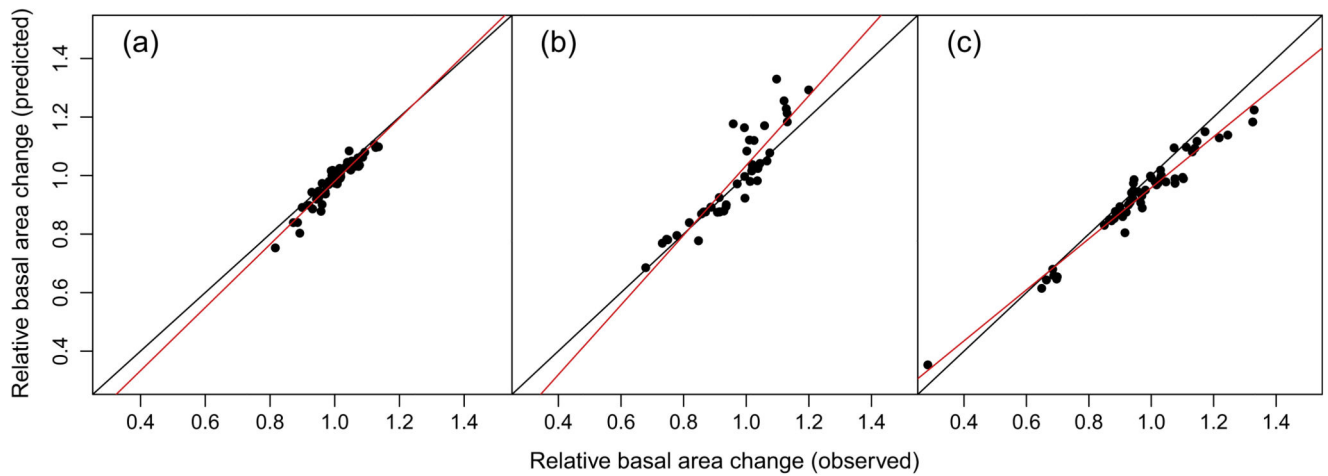 (a)
(b)
(c)
Relative basal area change (predicted)
1.4
1.2
1.0
0.8
0.6
0.4
0.4 0.6 0.8 1.0 1.2 1.4
0.4 0.6 0.8 1.0 1.2 1.4
0.4 0.6 0.8 1.0 1.2 1.4
Relative basal area change (observed)